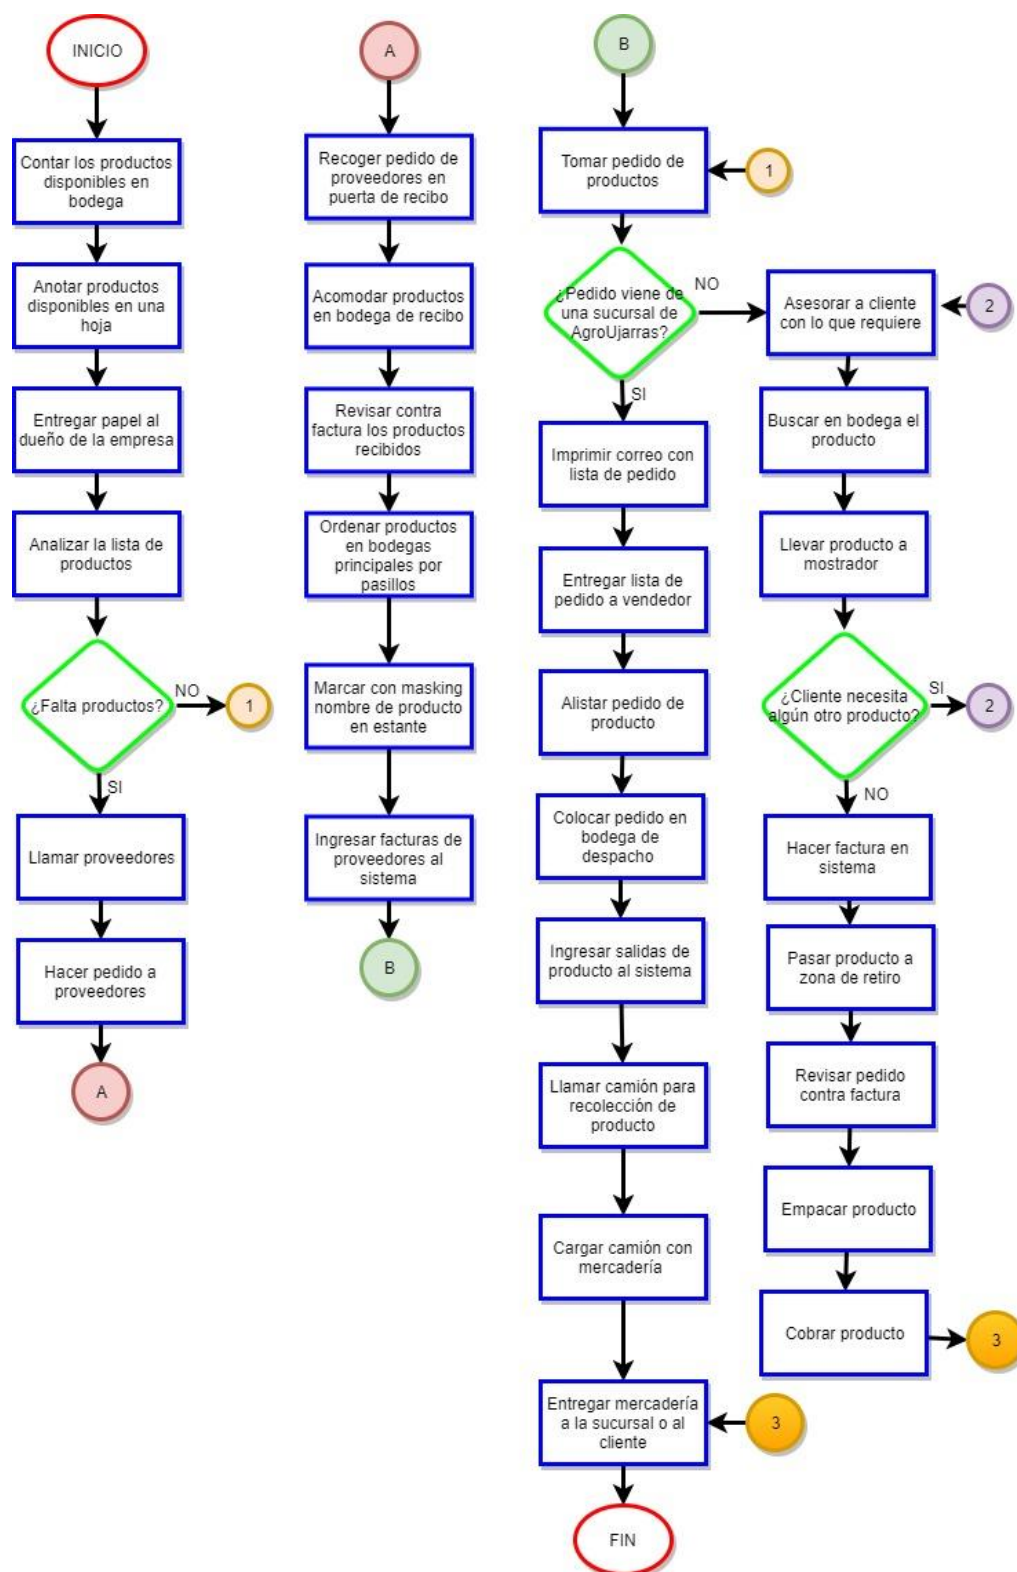 INICIO
Contar los productos
disponibles en
bodega
Anotar productos
disponibles en una
hoja
Entregar papel al
dueño de la empresa
Analizar la lista de
productos
¿Falta productos?
NO
1
SI
Llamar proveedores
Hacer pedido a
proveedores
A
A
Recoger pedido de
proveedores en
puerta de recibo
Acomodar productos
en bodega de recibo
Revisar contra
factura los productos
recibidos
Ordenar productos
en bodegas
principales por
pasillos
Marcar con masking
nombre de producto
en estante
Ingresar facturas de
proveedores al
sistema
B
B
Tomar pedido de
productos
1
¿Pedido viene de
una sucursal de
AgroUjarras?
NO
SI
Imprimir correo con
lista de pedido
Entregar lista de
pedido a vendedor
Alistar pedido de
producto
Colocar pedido en
bodega de
despacho
Ingresar salidas de
producto al sistema
Llamar camión para
recolección de
producto
Cargar camión con
mercadería
Entregar mercadería
a la sucursal o al
cliente
3
FIN
Asesorar a cliente
con lo que requiere
2
Buscar en bodega el
producto
Llevar producto a
mostrador
¿Cliente necesita
algún otro producto?
SI
2
NO
Hacer factura en
sistema
Pasar producto a
zona de retiro
Revisar pedido
contra factura
Empacar producto
Cobrar producto
3